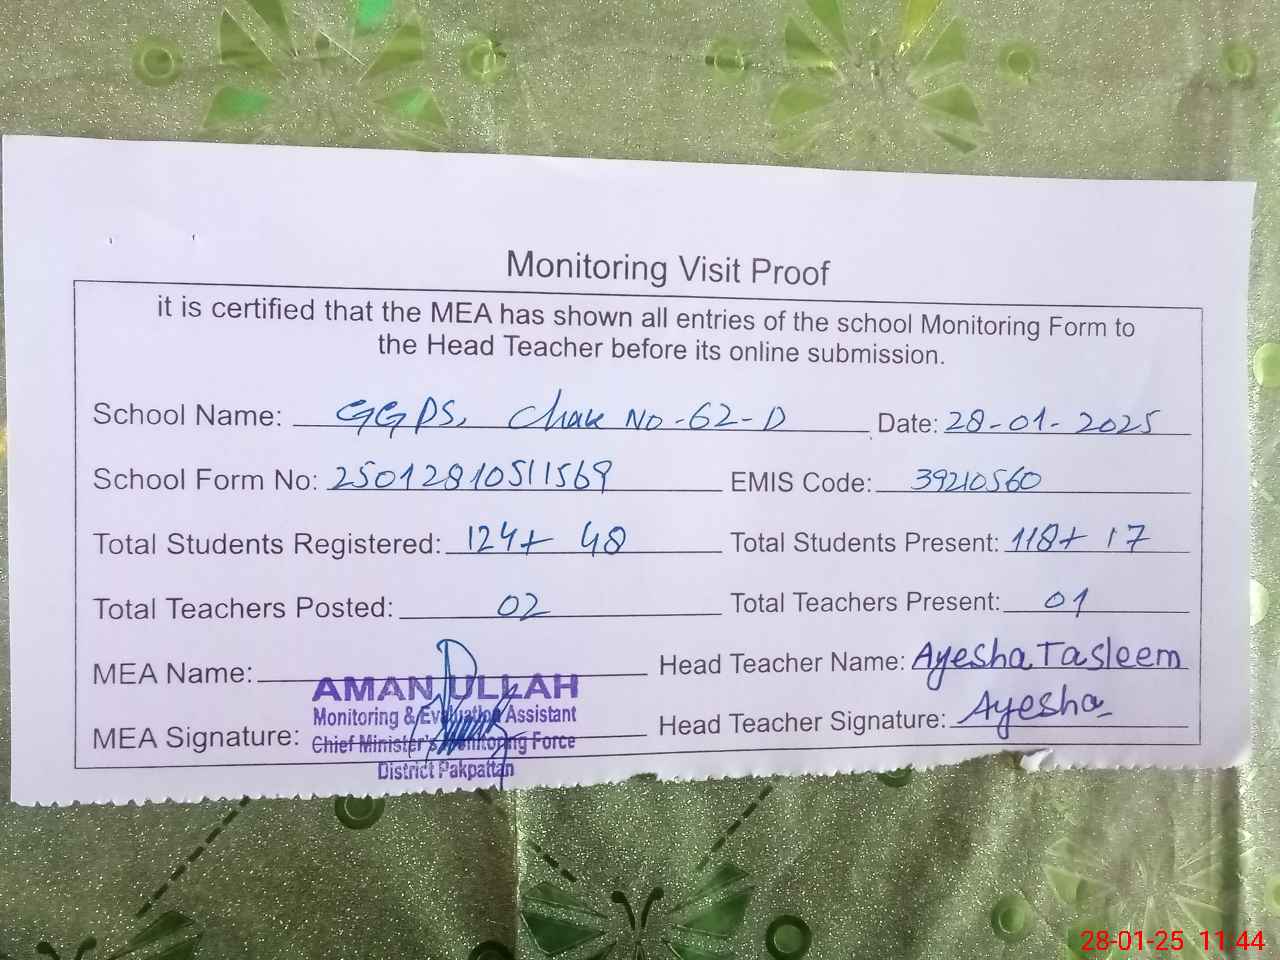 Monitoring Visit Proof
it is certified that the MEA has shown all entries of the school Monitoring Form to
the Head Teacher before its online submission.
School Name: GGPS, Chak No-62-D Date: 28-01-2025
School Form No: 25012810511569 EMIS Code: 39210560
Total Students Registered: 124+ 48 Total Students Present: 118+ 17
Total Teachers Posted: 02 Total Teachers Present: 01
MEA Name: Head Teacher Name: Ayesha Tasleem
AMAN ULLAH
Monitoring & Evaluation Assistant
MEA Signature: Head Teacher Signature: Ayesha
Chief Minister's Monitoring Force
District Pakpattan
28-01-25 11:44